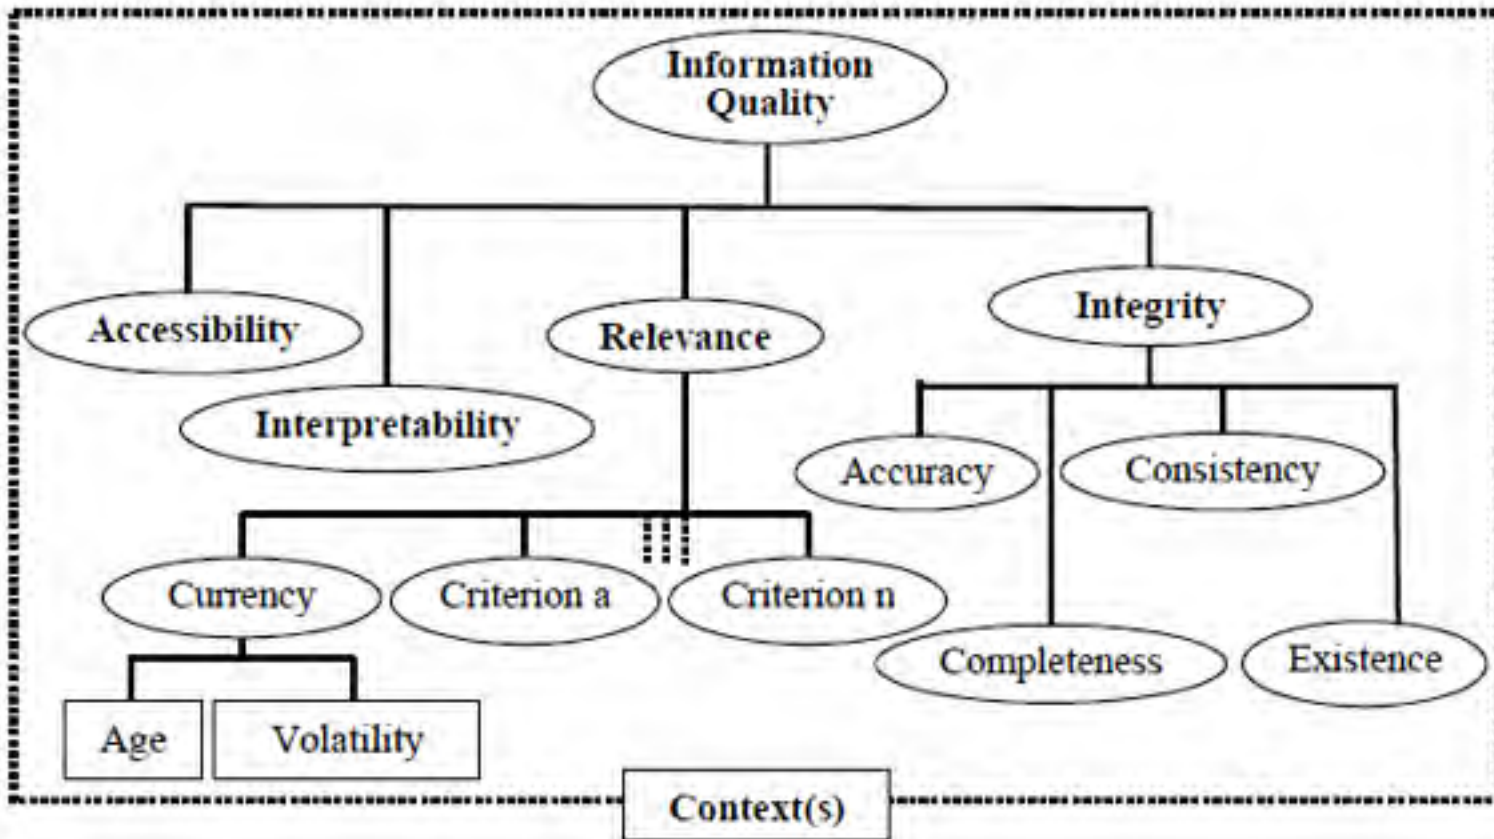 Information
Quality
Accessibility
Interpretability
Relevance
Integrity
Accuracy
Consistency
Currency
Criterion a
Criterion n
Completeness
Existence
Age
Volatility
Context(s)